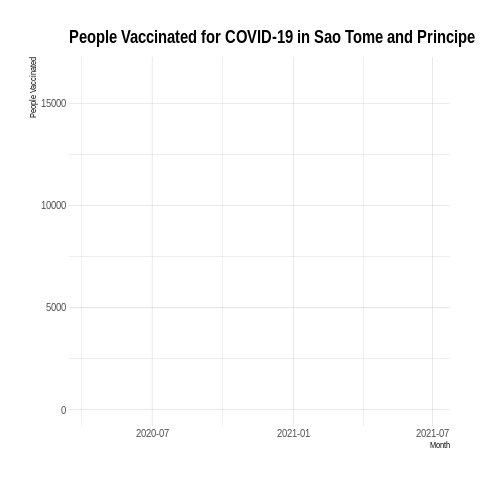 People Vaccinated for COVID-19 in Sao Tome and Principe
People Vaccinated
15000
10000
5000
0
2020-07
2021-01
2021-07
Month